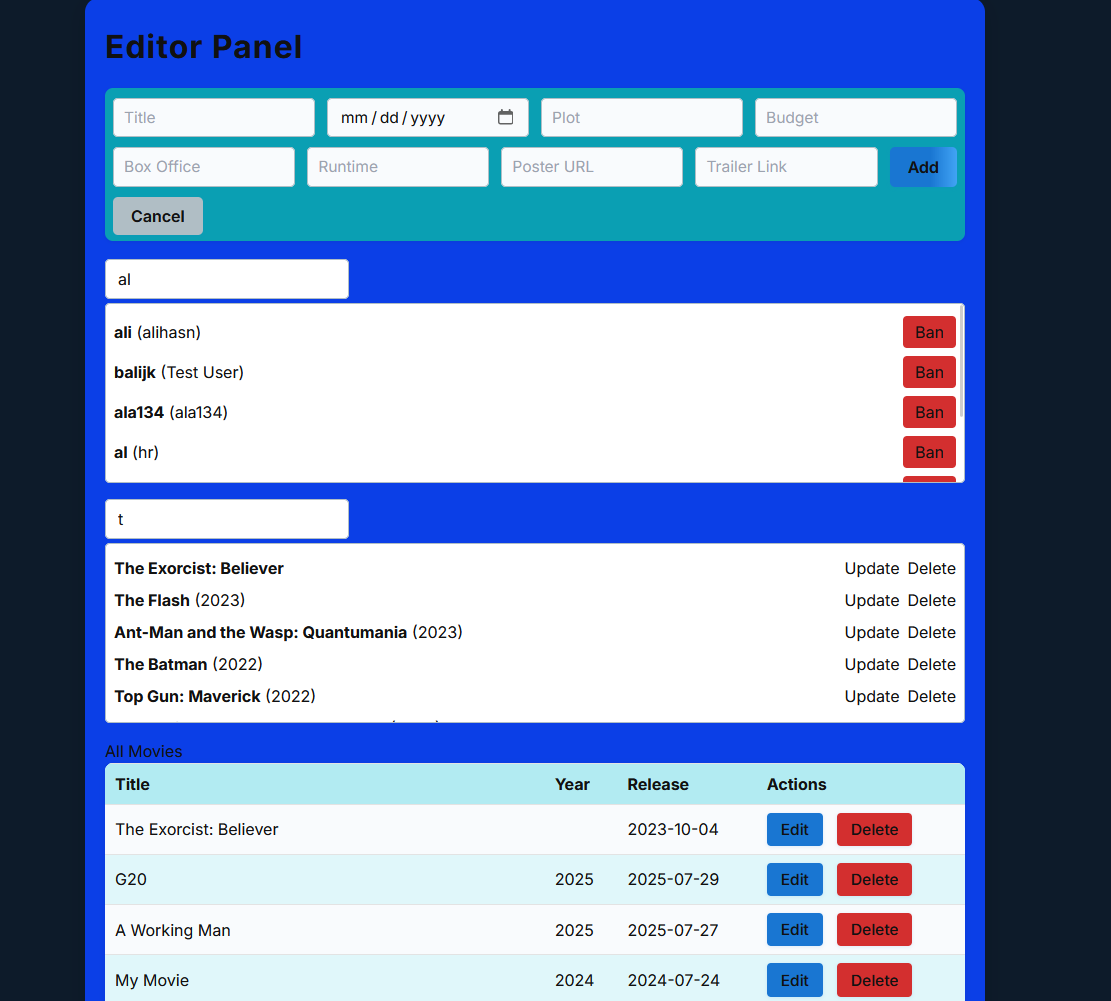 Editor Panel
Title mm/dd/yyyy Plot Budget
Box Office Runtime Poster URL Trailer Link Add
Cancel
al
ali (alihasn) Ban
balijk (Test User) Ban
ala134 (ala134) Ban
al (hr) Ban
t
The Exorcist: Believer Update Delete
The Flash (2023) Update Delete
Ant-Man and the Wasp: Quantumania (2023) Update Delete
The Batman (2022) Update Delete
Top Gun: Maverick (2022) Update Delete
All Movies
Title Year Release Actions
The Exorcist: Believer 2023-10-04 Edit Delete
G20 2025 2025-07-29 Edit Delete
A Working Man 2025 2025-07-27 Edit Delete
My Movie 2024 2024-07-24 Edit Delete